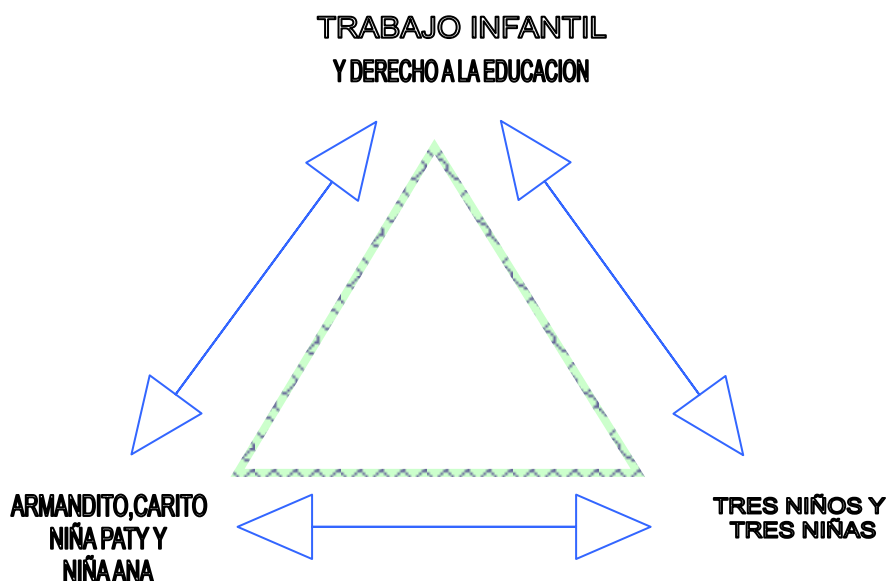 TRABAJO INFANTIL
Y DERECHO A LA EDUCACION
ARMANDITO,CARITO
NIÑA PATY Y
NIÑA ANA
TRES NIÑOS Y
TRES NIÑAS